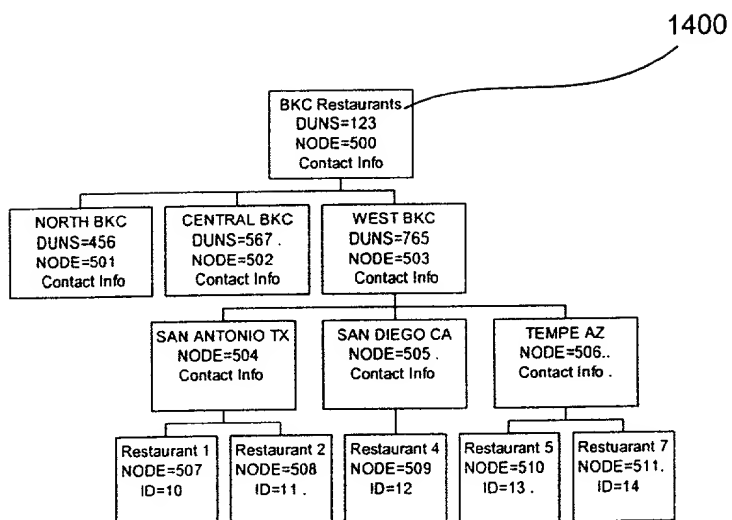 1400
BKC Restaurants
DUNS=123
NODE=500
Contact Info
NORTH BKC
DUNS=456
NODE=501
Contact Info
CENTRAL BKC
DUNS=567 .
NODE=502
Contact Info
WEST BKC
DUNS=765
NODE=503
Contact Info
SAN ANTONIO TX
NODE=504
Contact Info
SAN DIEGO CA
NODE=505 .
Contact Info
TEMPE AZ
NODE=506..
Contact Info .
Restaurant 1
NODE=507
ID=10
Restaurant 2
NODE=508
ID=11 .
Restaurant 4
NODE=509
ID=12
Restaurant 5
NODE=510
ID=13 .
Restuarant 7
NODE=511.
ID=14